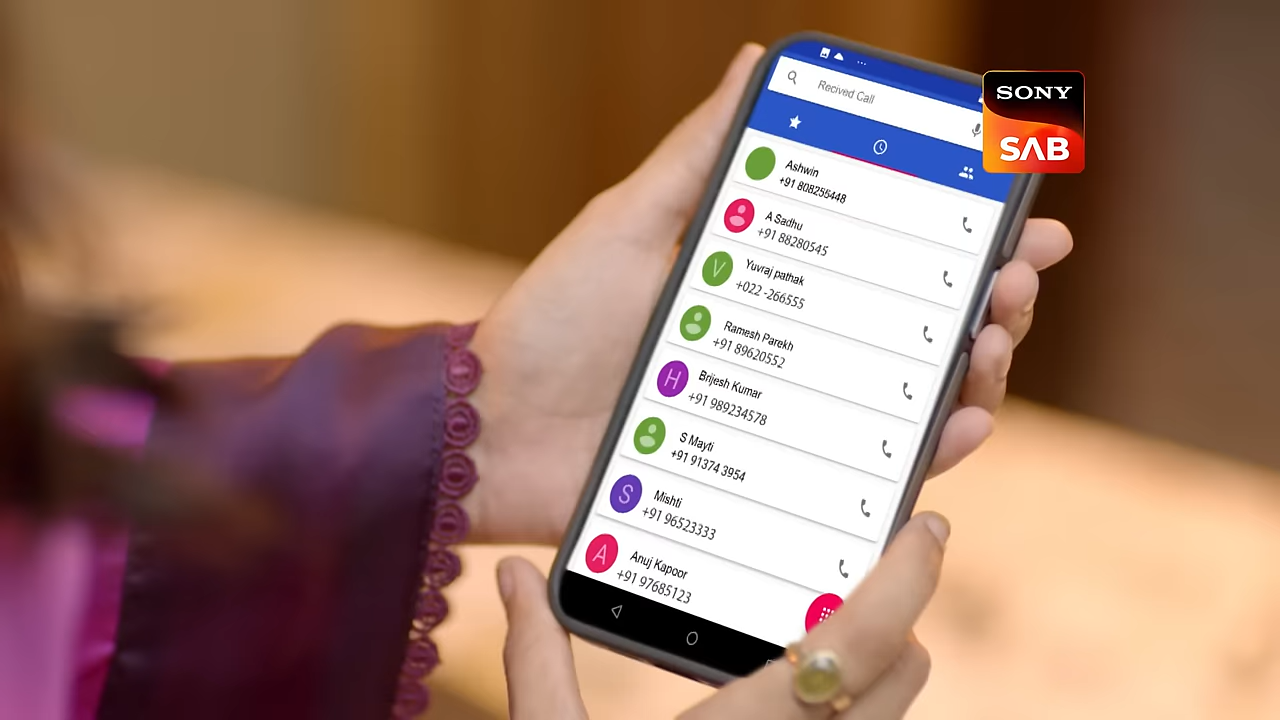 Recived Call
SONY
SAB
Ashwin
+91 808255448
A Sadhu
+91 88280545
V
Yuvraj pathak
+022 -266555
Ramesh Parekh
+91 89620552
H
Brijesh Kumar
+91 989234578
S Mayti
+91 91374 3954
S
Mishti
+91 96523333
A
Anuj Kapoor
+91 97685123